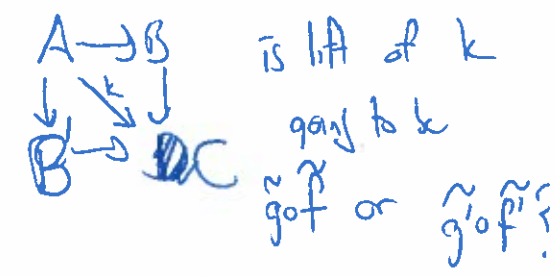 A → B is lift of k
k going to be
B' → C g̃∘f̃ or g̃'∘f̃'?